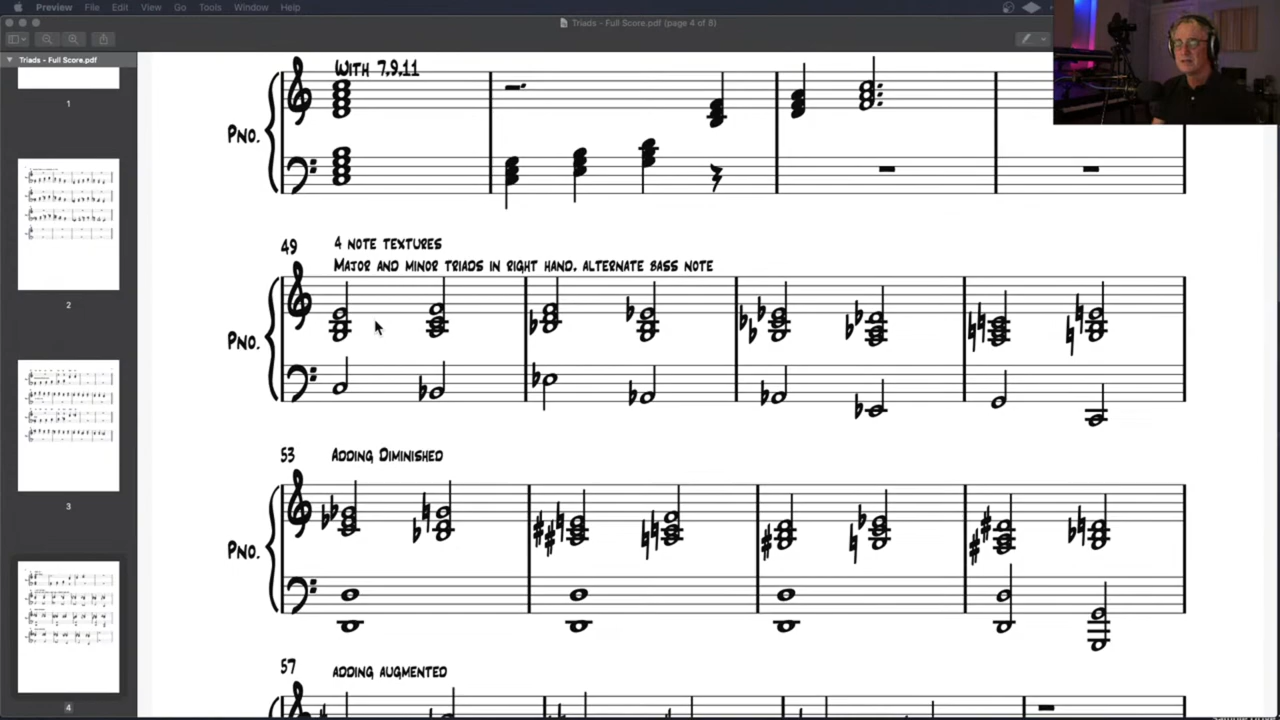 Preview File Edit View Go Tools Window Help
Triads - Full Score.pdf (page 4 of 8)
Triads - Full Score.pdf
1
2
3
4
With 7,9,11
Pno.
49
4 note textures
Major and minor triads in right hand, alternate bass note
Pno.
53
Adding Diminished
Pno.
57
adding augmented